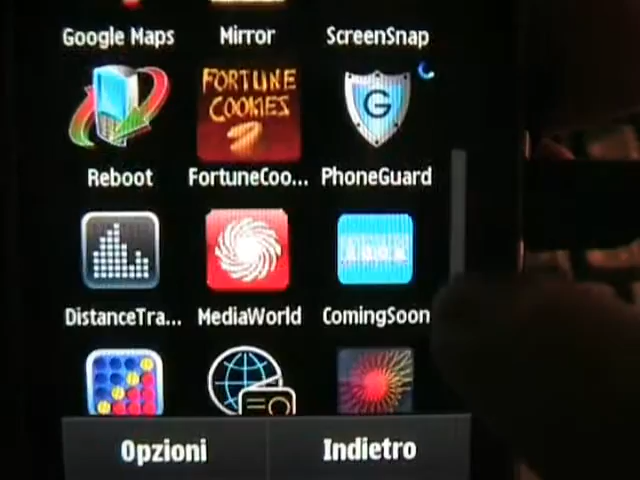 Google Maps
Mirror
ScreenSnap
FORTUNE
COOKIES
G
Reboot
FortuneCoo...
PhoneGuard
DistanceTra...
MediaWorld
ComingSoon
Opzioni
Indietro